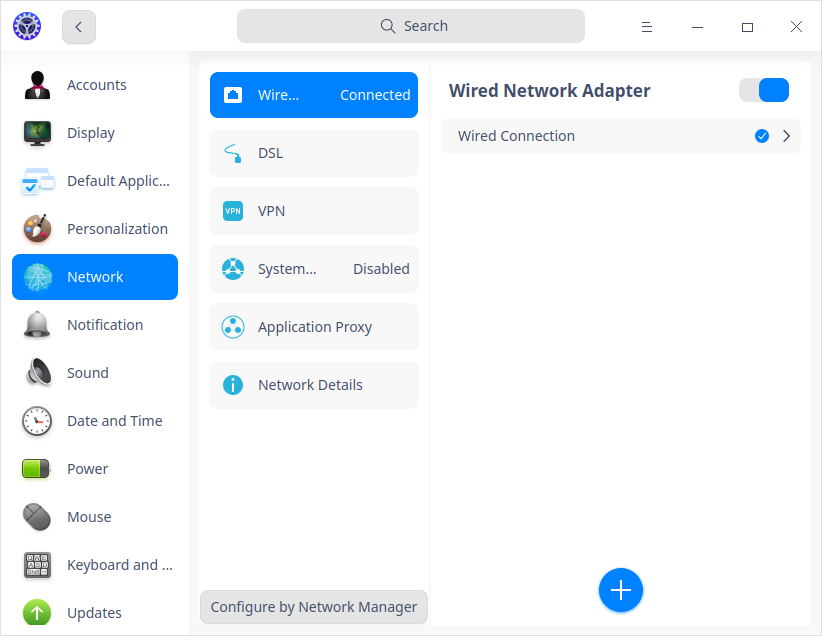 Search
Accounts
Display
Default Applic...
Personalization
Network
Notification
Sound
Date and Time
Power
Mouse
Keyboard and ...
Updates
Wire... Connected
DSL
VPN VPN
System... Disabled
Application Proxy
Network Details
Configure by Network Manager
Wired Network Adapter
Wired Connection